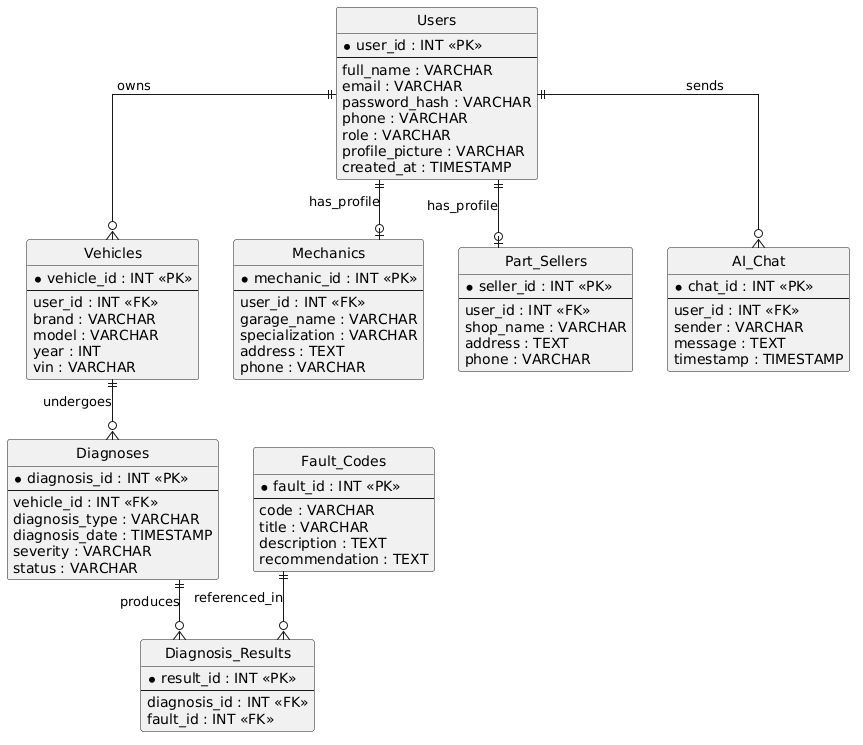 Users
user_id : INT «PK»
full_name : VARCHAR
email : VARCHAR
password_hash : VARCHAR
phone : VARCHAR
role : VARCHAR
profile_picture : VARCHAR
created_at : TIMESTAMP
owns
sends
has_profile
has_profile
Vehicles
vehicle_id : INT «PK»
user_id : INT «FK»
brand : VARCHAR
model : VARCHAR
year : INT
vin : VARCHAR
Mechanics
mechanic_id : INT «PK»
user_id : INT «FK»
garage_name : VARCHAR
specialization : VARCHAR
address : TEXT
phone : VARCHAR
Part_Sellers
seller_id : INT «PK»
user_id : INT «FK»
shop_name : VARCHAR
address : TEXT
phone : VARCHAR
AI_Chat
chat_id : INT «PK»
user_id : INT «FK»
sender : VARCHAR
message : TEXT
timestamp : TIMESTAMP
undergoes
Diagnoses
diagnosis_id : INT «PK»
vehicle_id : INT «FK»
diagnosis_type : VARCHAR
diagnosis_date : TIMESTAMP
severity : VARCHAR
status : VARCHAR
Fault_Codes
fault_id : INT «PK»
code : VARCHAR
title : VARCHAR
description : TEXT
recommendation : TEXT
produces
referenced_in
Diagnosis_Results
result_id : INT «PK»
diagnosis_id : INT «FK»
fault_id : INT «FK»